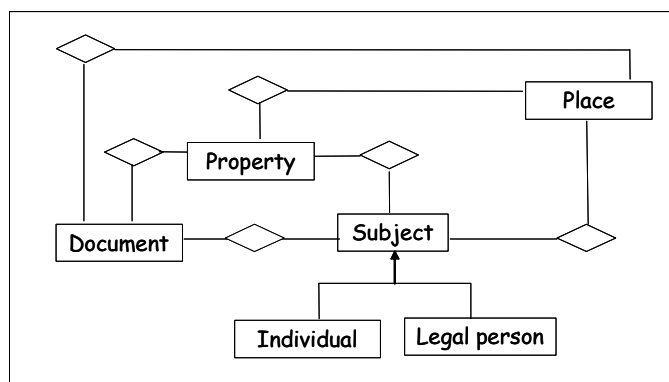 Place
Property
Document
Subject
Individual
Legal person